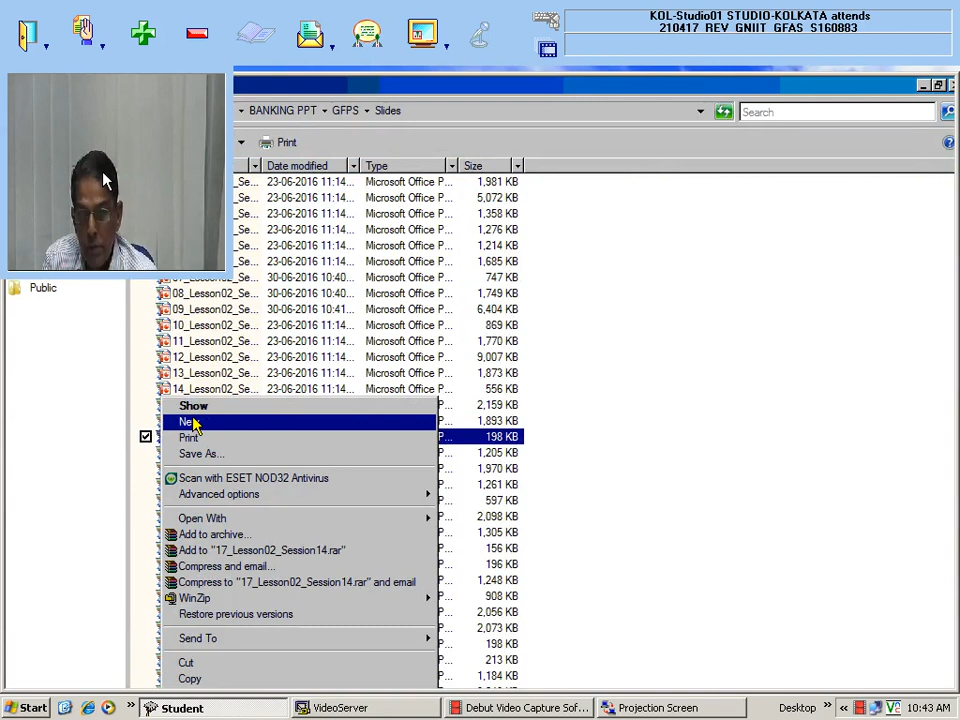 KOL-Studio01 STUDIO-KOLKATA attends
210417_REV_GNIIT_GFAS_S160883
BANKING PPT GFPS Slides
Search
Print
Date modified Type Size
_Se... 23-06-2016 11:14... Microsoft Office P... 1,981 KB
_Se... 23-06-2016 11:14... Microsoft Office P... 5,072 KB
_Se... 23-06-2016 11:14... Microsoft Office P... 1,358 KB
_Se... 23-06-2016 11:14... Microsoft Office P... 1,276 KB
_Se... 23-06-2016 11:14... Microsoft Office P... 1,214 KB
_Se... 23-06-2016 11:14... Microsoft Office P... 1,685 KB
07_Lesson02_Se... 30-06-2016 10:40... Microsoft Office P... 747 KB
Public
08_Lesson02_Se... 30-06-2016 10:40... Microsoft Office P... 1,749 KB
09_Lesson02_Se... 30-06-2016 10:41... Microsoft Office P... 6,404 KB
10_Lesson02_Se... 23-06-2016 11:14... Microsoft Office P... 869 KB
11_Lesson02_Se... 23-06-2016 11:14... Microsoft Office P... 1,771 KB
12_Lesson02_Se... 23-06-2016 11:14... Microsoft Office P... 9,007 KB
13_Lesson02_Se... 23-06-2016 11:14... Microsoft Office P... 1,873 KB
14_Lesson02_Se... 23-06-2016 11:14... Microsoft Office P... 556 KB
Show
P... 2,159 KB
Ne
P... 1,893 KB
Print
P... 198 KB
Save As...
P... 1,205 KB
P... 1,970 KB
Scan with ESET NOD32 Antivirus
P... 1,261 KB
Advanced options
P... 597 KB
Open With
P... 2,098 KB
Add to archive...
P... 1,305 KB
Add to "17_Lesson02_Session14.rar"
P... 156 KB
Compress and email...
P... 196 KB
Compress to "17_Lesson02_Session14.rar" and email
P... 1,248 KB
WinZip
P... 908 KB
Restore previous versions
P... 2,056 KB
P... 2,073 KB
Send To
P... 198 KB
Cut
P... 213 KB
Copy
P... 1,184 KB
Start Student VideoServer Debut Video Capture Sof... Projection Screen Desktop 10:43 AM